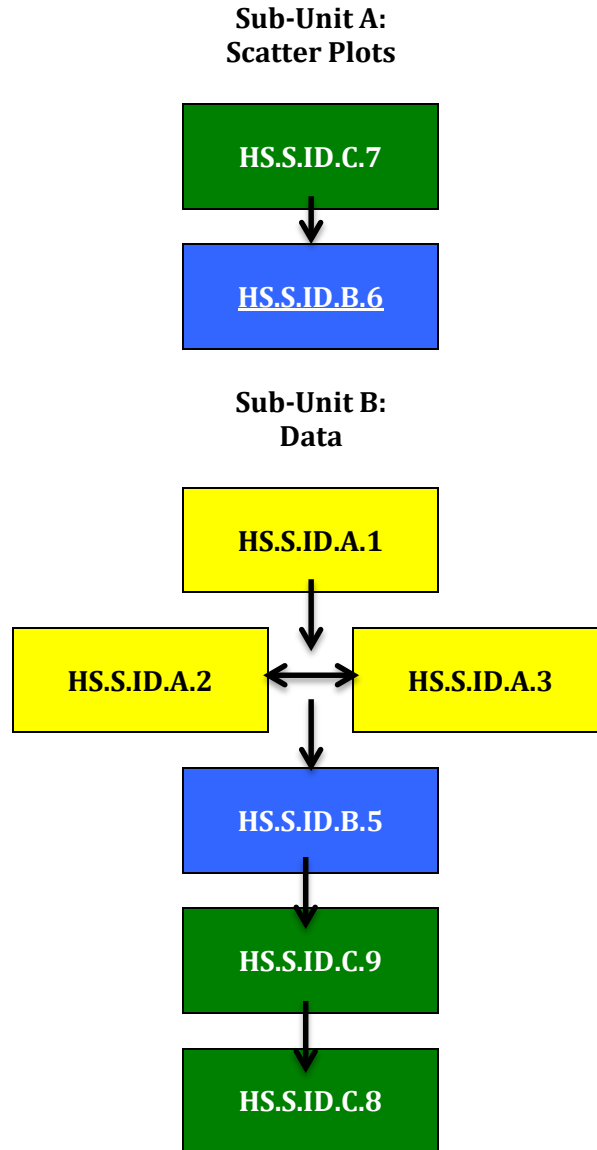 Sub-Unit A:
Scatter Plots
HS.S.ID.C.7
HS.S.ID.B.6
Sub-Unit B:
Data
HS.S.ID.A.1
HS.S.ID.A.2
HS.S.ID.A.3
HS.S.ID.B.5
HS.S.ID.C.9
HS.S.ID.C.8